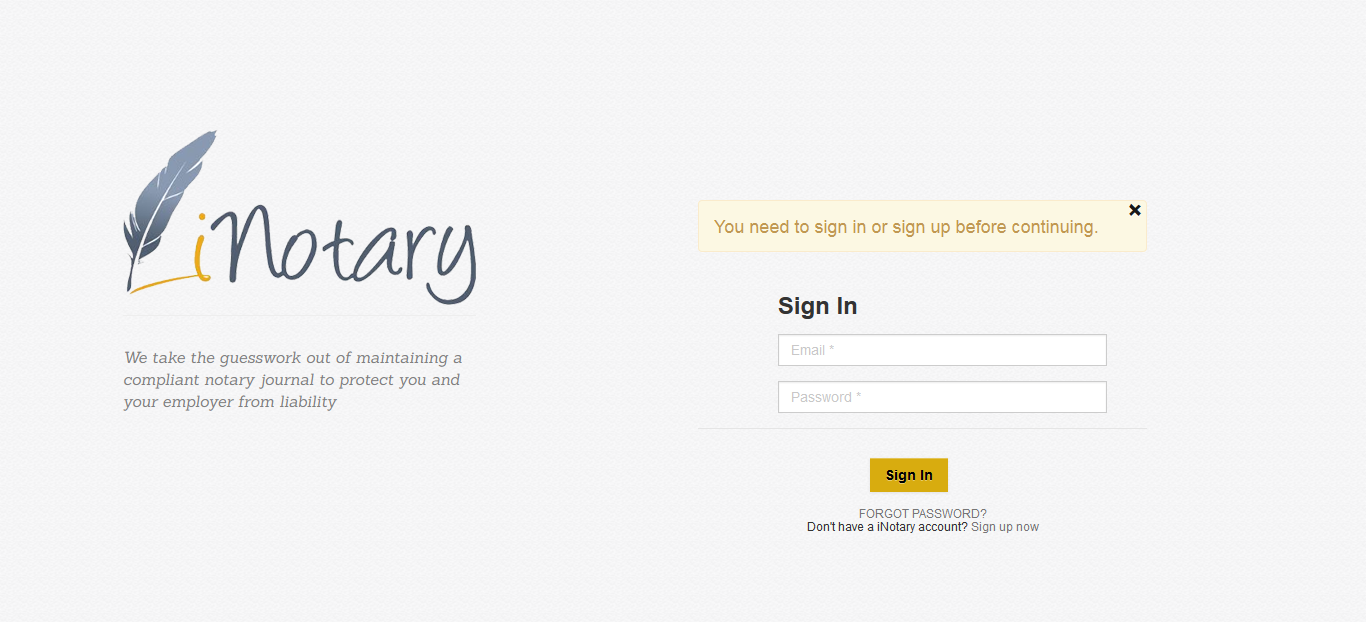 iNotary
We take the guesswork out of maintaining a
compliant notary journal to protect you and
your employer from liability
You need to sign in or sign up before continuing.
Sign In
Email *
Password *
Sign In
FORGOT PASSWORD?
Don't have a iNotary account? Sign up now